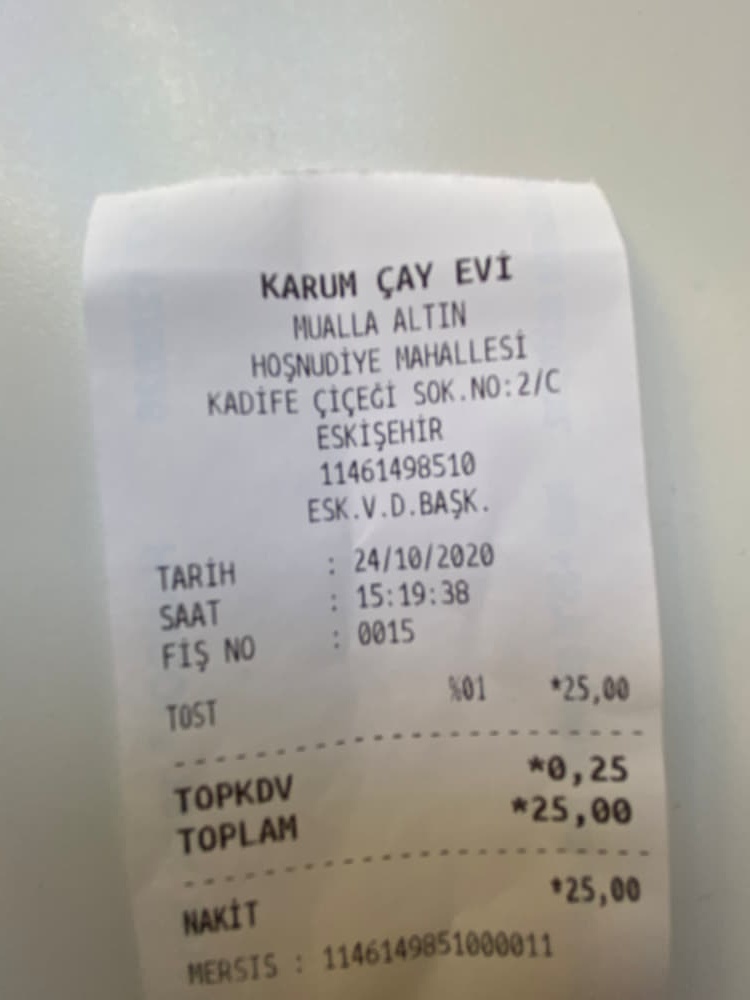 KARUM ÇAY EVİ
MUALLA ALTIN
HOŞNUDİYE MAHALLESİ
KADİFE ÇİÇEĞİ SOK.NO:2/C
ESKİŞEHİR
11461498510
ESK.V.D.BAŞK.
TARİH : 24/10/2020
SAAT : 15:19:38
FİŞ NO : 0015
TOST %01 *25,00
TOPKDV *0,25
TOPLAM *25,00
NAKİT *25,00
MERSIS : 1146149851000011